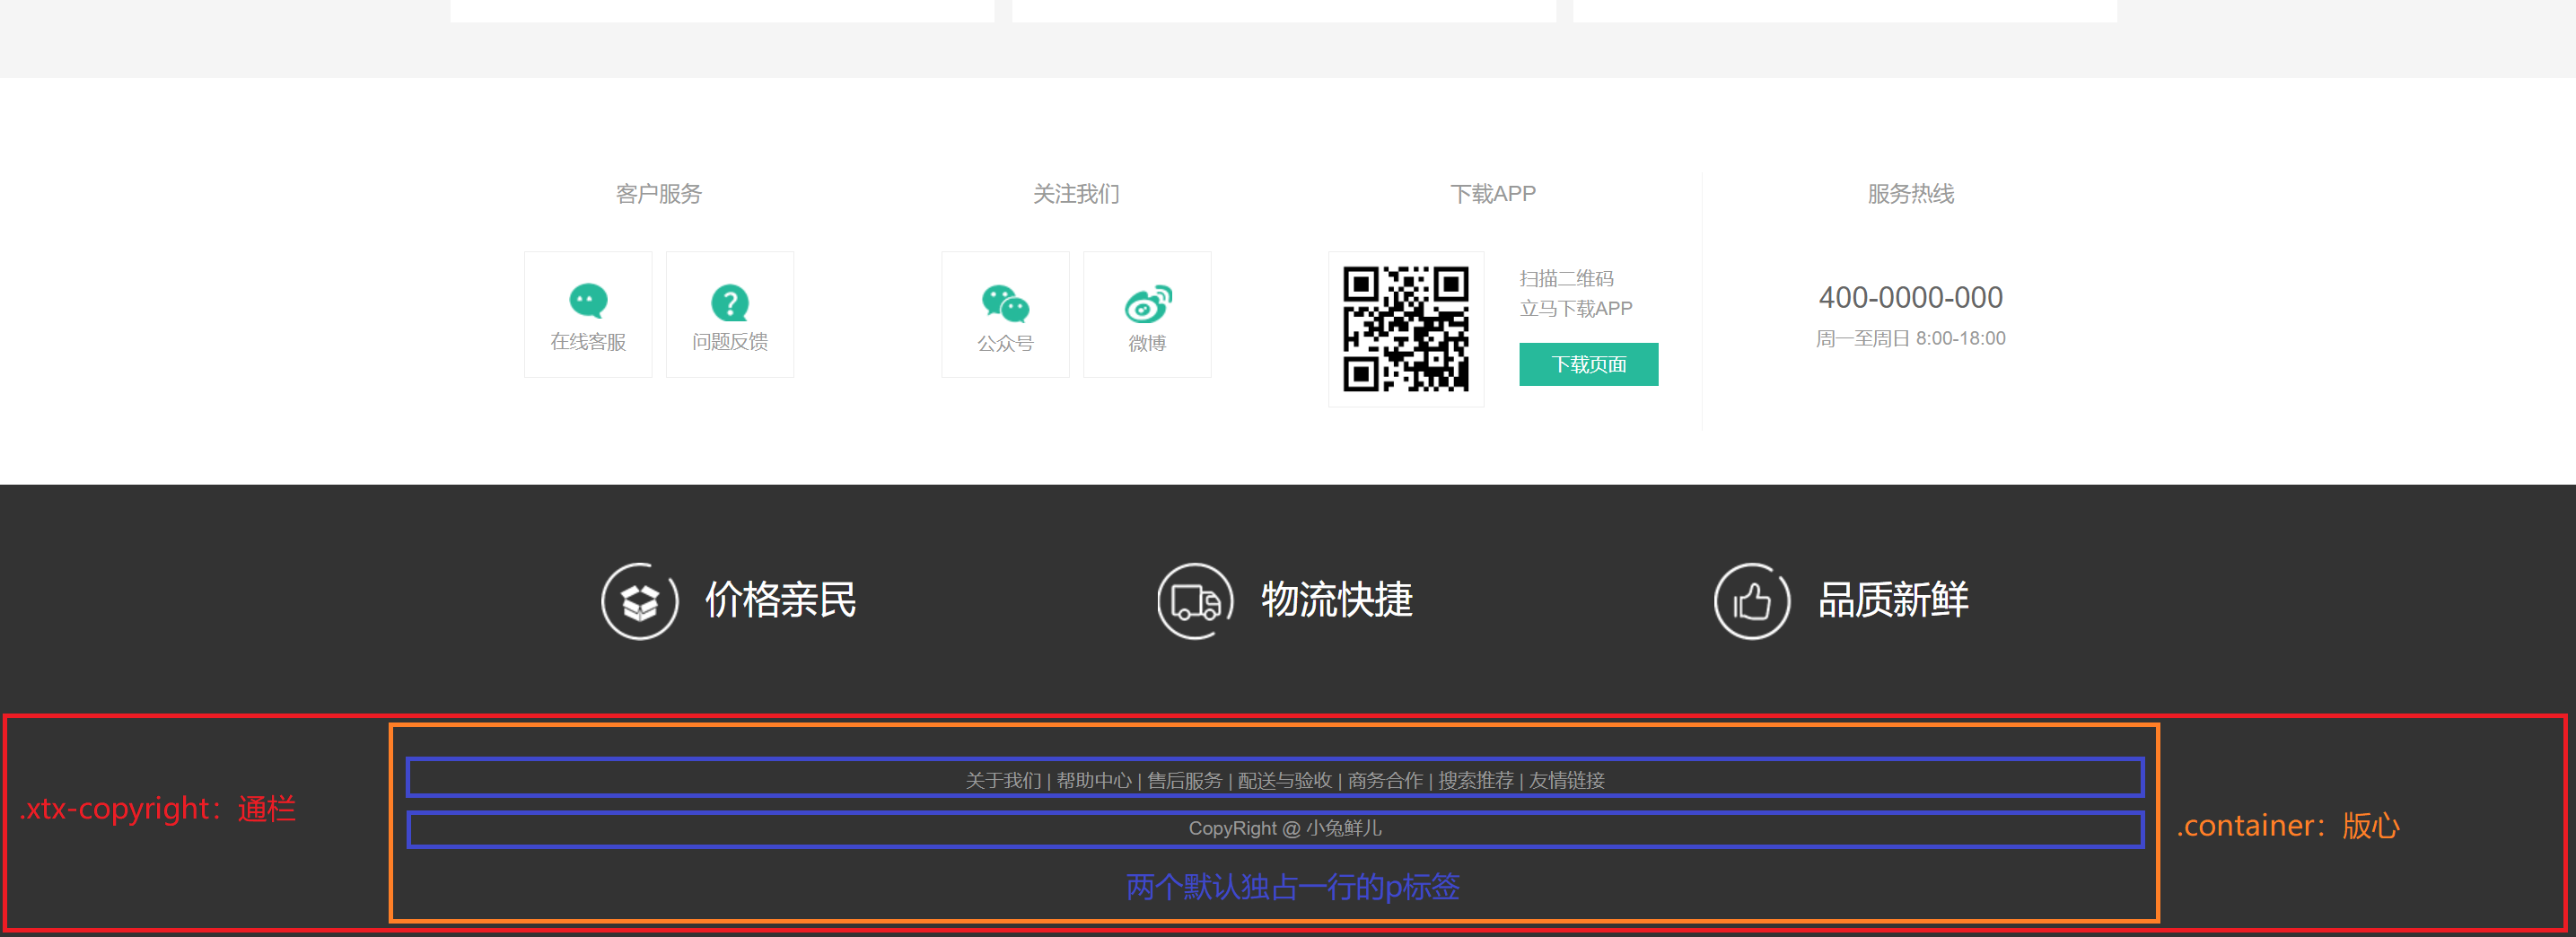 客户服务
关注我们
下载APP
服务热线
在线客服
问题反馈
公众号
微博
扫描二维码
立马下载APP
下载页面
400-0000-000
周一至周日 8:00-18:00
价格亲民
物流快捷
品质新鲜
关于我们 | 帮助中心 | 售后服务 | 配送与验收 | 商务合作 | 搜索推荐 | 友情链接
.xtx-copyright：通栏
CopyRight @ 小兔鲜儿
.container：版心
两个默认独占一行的p标签